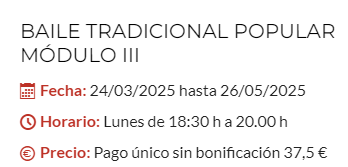 BAILE TRADICIONAL POPULAR
MÓDULO III
Fecha: 24/03/2025 hasta 26/05/2025
Horario: Lunes de 18:30 h a 20.00 h
Precio: Pago único sin bonificación 37,5 €